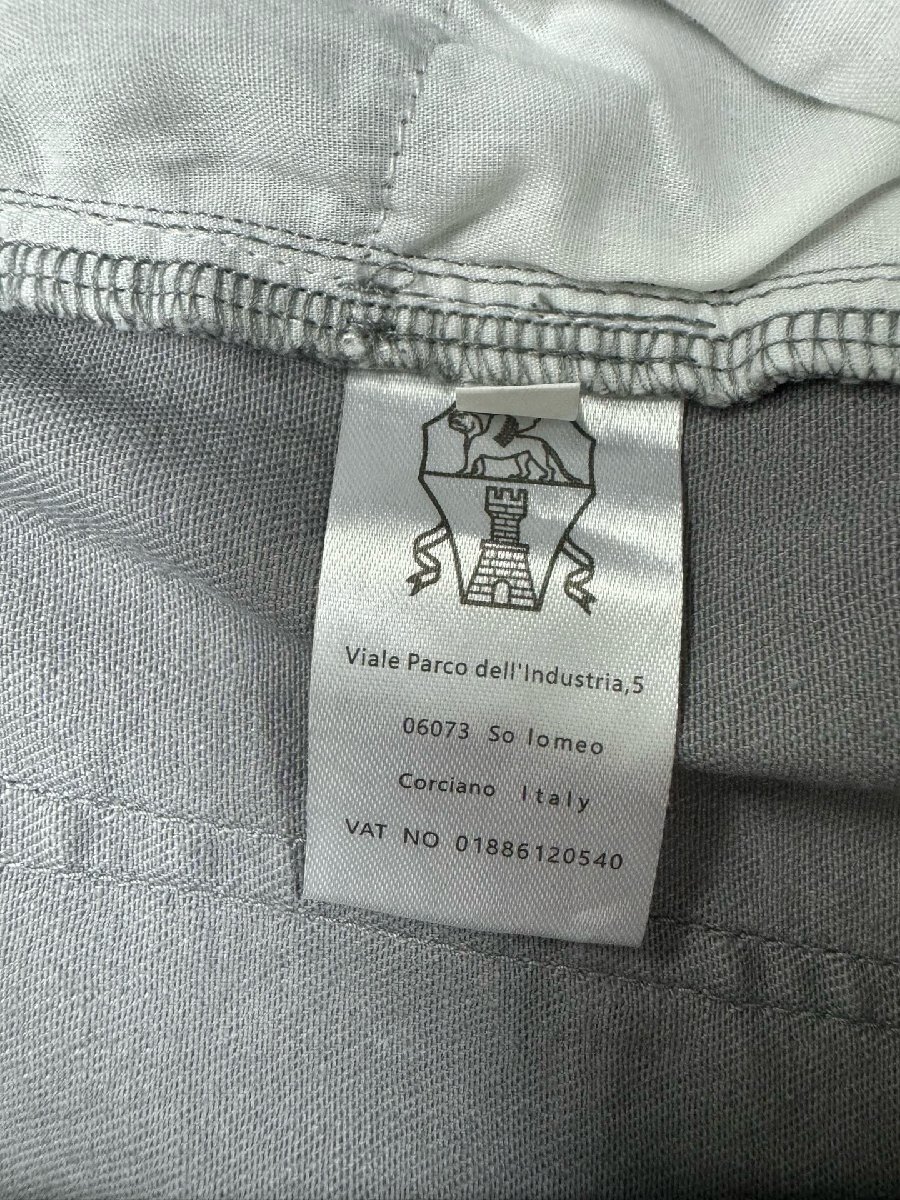 Viale Parco dell'Industria,5
06073 So lomeo
Corciano Italy
VAT NO 01886120540